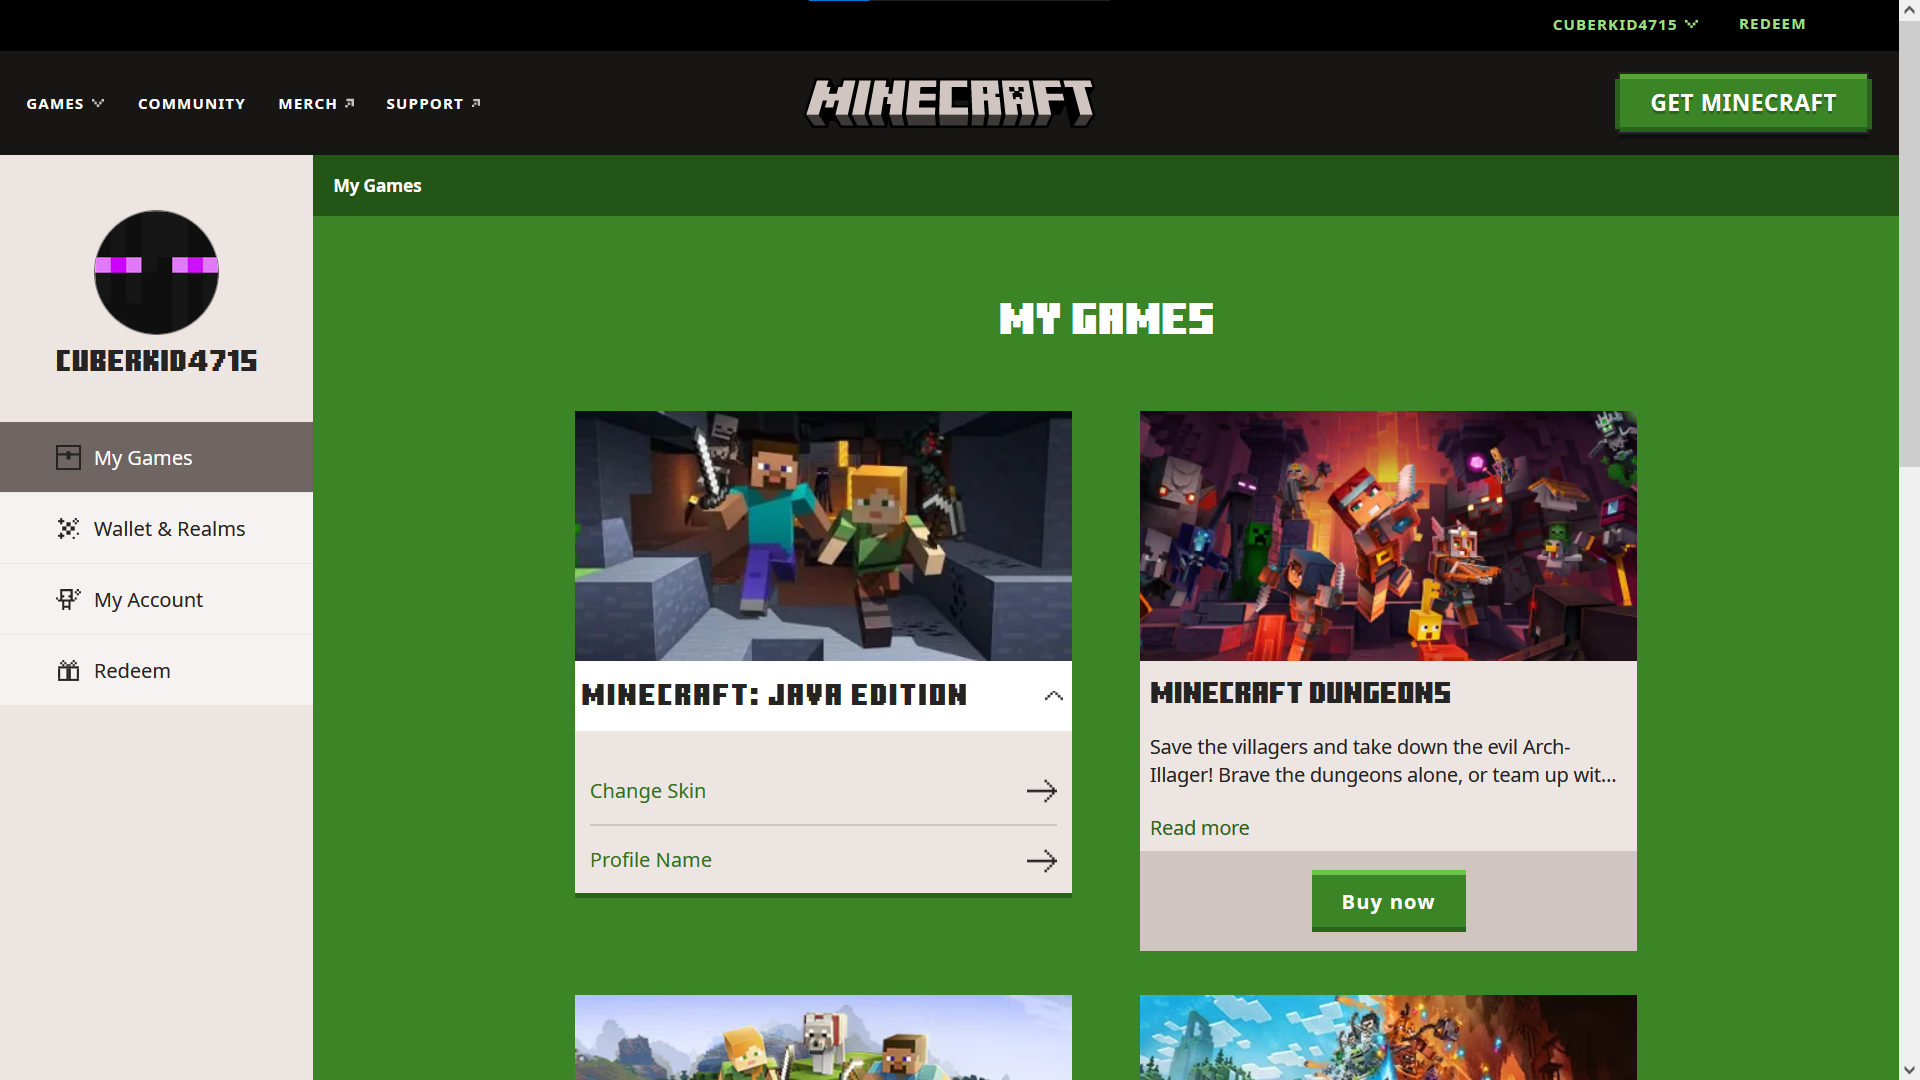 CUBERKID4715
REDEEM
GAMES
COMMUNITY
MERCH
SUPPORT
MINECRAFT
GET MINECRAFT
My Games
CUBERKID4715
My Games
Wallet & Realms
My Account
Redeem
MY GAMES
MINECRAFT: JAVA EDITION
Change Skin
Profile Name
MINECRAFT DUNGEONS
Save the villagers and take down the evil Arch-
Illager! Brave the dungeons alone, or team up wit...
Read more
Buy now